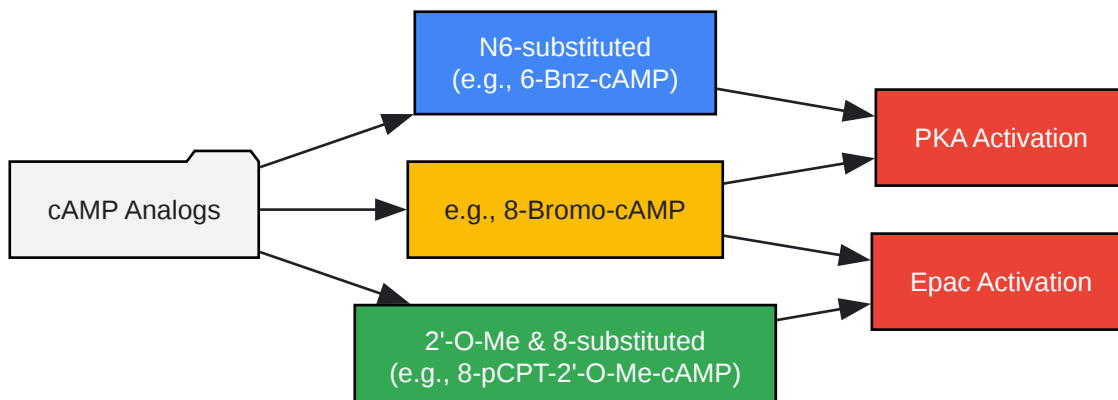 N6-substituted
(e.g., 6-Bnz-cAMP)
PKA Activation
cAMP Analogs
e.g., 8-Bromo-cAMP
Epac Activation
2'-O-Me & 8-substituted
(e.g., 8-pCPT-2'-O-Me-cAMP)